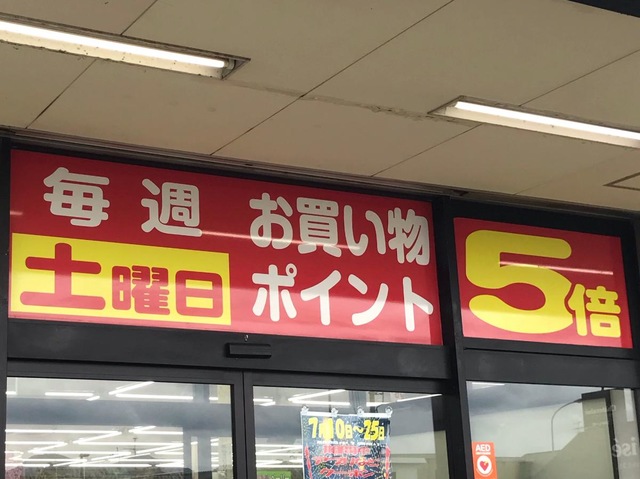 毎週 お買い物
土曜日 ポイント
5倍
7月10日~25日
AED